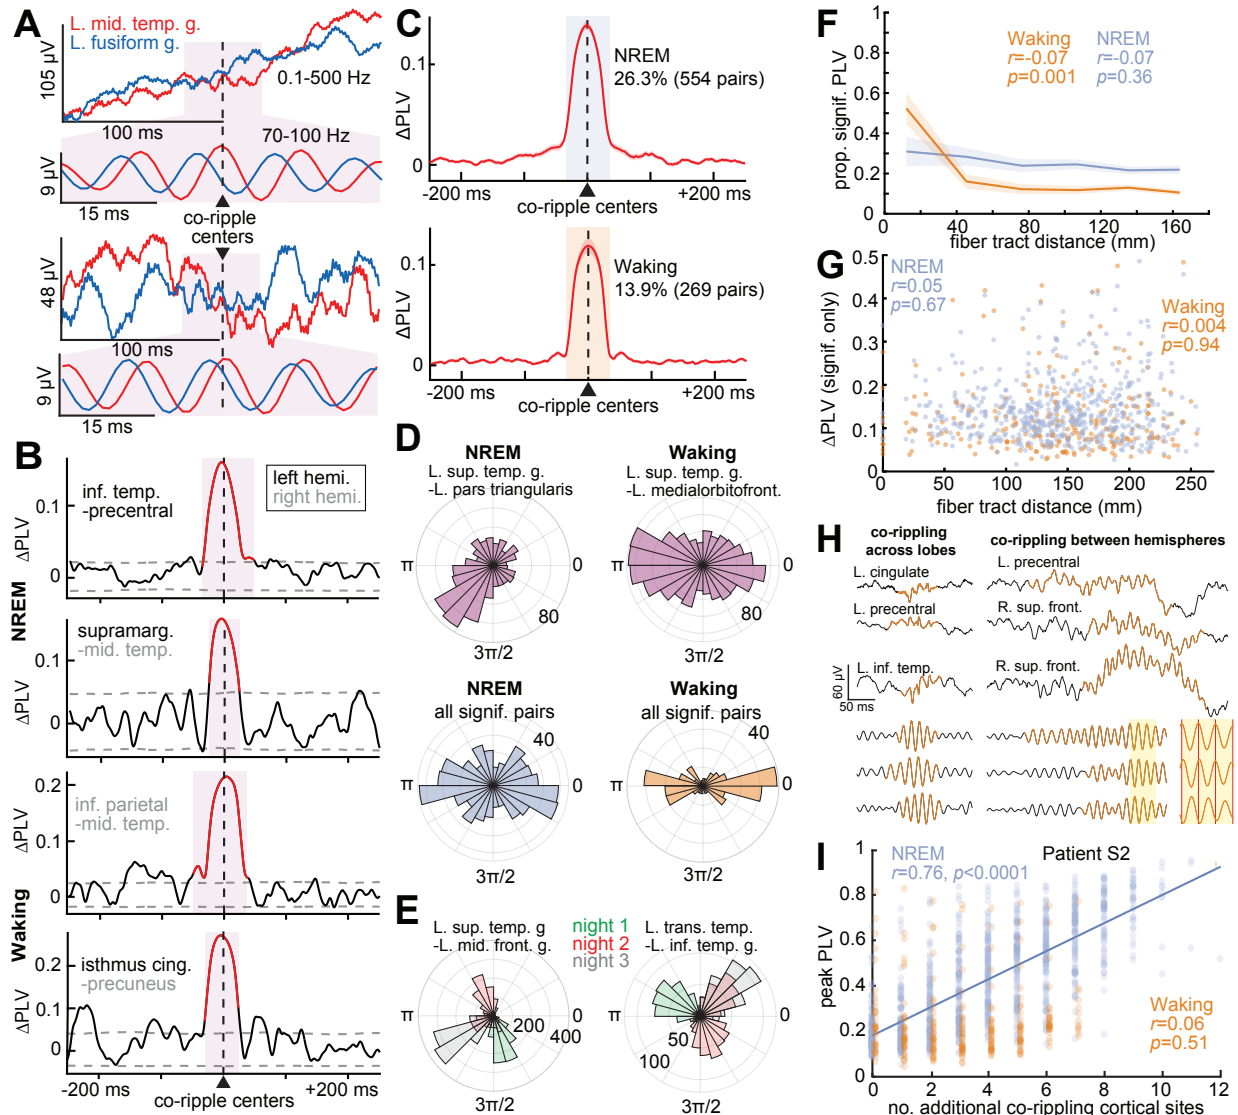 A
L. mid. temp. g.
L. fusiform g.
105 μV
0.1-500 Hz
100 ms
70-100 Hz
9 μV
15 ms
co-ripple
centers
48 μV
100 ms
9 μV
15 ms
B
NREM
Waking
inf. temp.
-precentral
left hemi.
right hemi.
ΔPLV
0.1
0
supramarg.
-mid. temp.
ΔPLV
0.1
0
inf. parietal
-mid. temp.
ΔPLV
0.2
0.1
0
isthmus cing.
-precuneus
ΔPLV
0.2
0.1
0
-200 ms
+200 ms
co-ripple centers
C
NREM
26.3% (554 pairs)
ΔPLV
0.1
0
-200 ms
+200 ms
co-ripple centers
Waking
13.9% (269 pairs)
ΔPLV
0.1
0
-200 ms
+200 ms
co-ripple centers
D
NREM
L. sup. temp. g.
-L. pars triangularis
π
0
80
3π/2
Waking
L. sup. temp. g.
-L. medialorbitofront.
π
0
80
3π/2
NREM
all signif. pairs
40
π
0
3π/2
Waking
all signif. pairs
40
π
0
3π/2
E
L. sup. temp. g
-L. mid. front. g.
night 1
night 2
night 3
π
0
200
400
3π/2
L. trans. temp.
-L. inf. temp. g.
π
0
50
100
3π/2
F
prop. signif. PLV
1
0.8
0.6
0.4
0.2
0
Waking
r=-0.07
p=0.001
NREM
r=-0.07
p=0.36
0 40 80 120 160
fiber tract distance (mm)
G
ΔPLV (signif. only)
0.5
0.4
0.3
0.2
0.1
0
NREM
r=0.05
p=0.67
Waking
r=0.004
p=0.94
0 50 100 150 200 250
fiber tract distance (mm)
H
co-rippling
across lobes
L. cingulate
L. precentral
L. inf. temp.
60 μV
50 ms
co-rippling between hemispheres
L. precentral
R. sup. front.
R. sup. front.
I
Patient S2
NREM
r=0.76, p<0.0001
peak PLV
1
0.8
0.6
0.4
0.2
0
Waking
r=0.06
p=0.51
0 2 4 6 8 10 12
no. additional co-rippling cortical sites